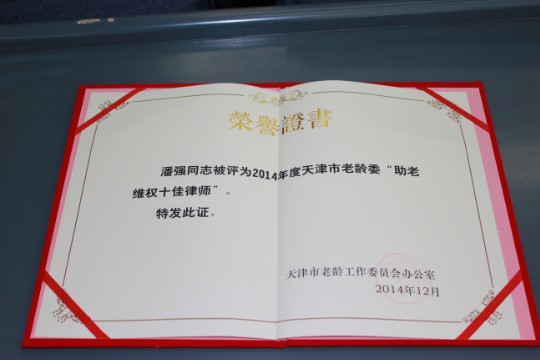 榮譽證書
潘强同志被评为2014年度天津市老龄委“助老
维权十佳律师”。
特发此证。
天津市老龄工作委员会办公室
2014年12月